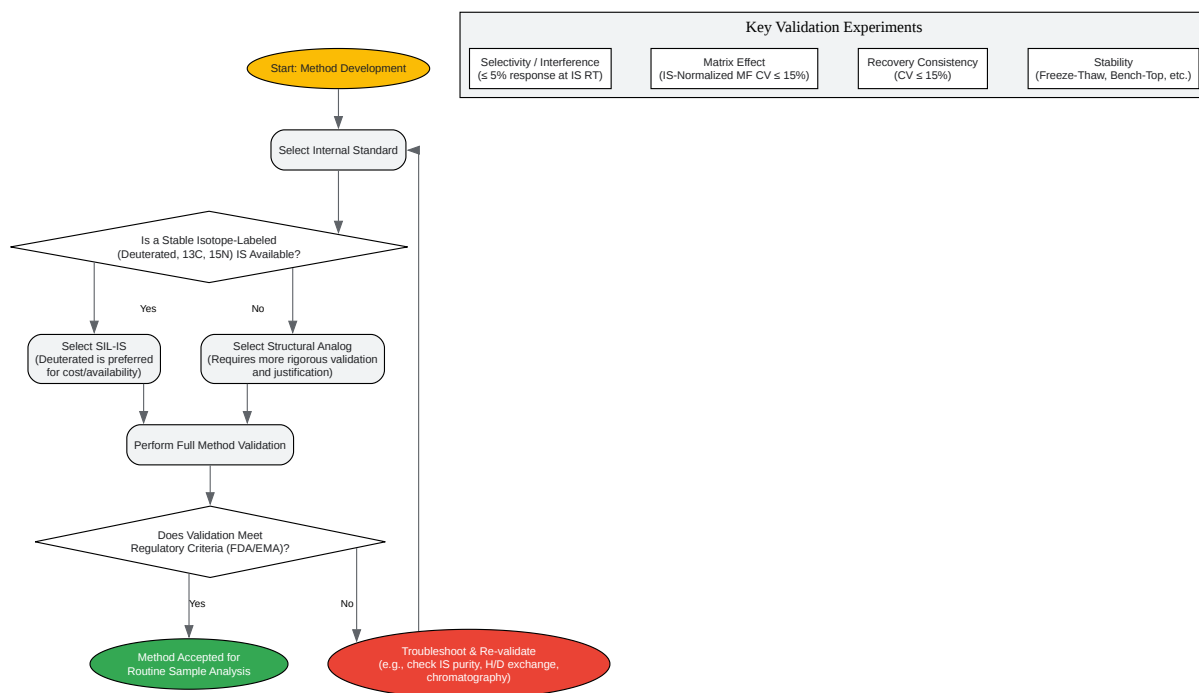 Key Validation Experiments
Selectivity / Interference
(≤ 5% response at IS RT)
Matrix Effect
(IS-Normalized MF CV ≤ 15%)
Recovery Consistency
(CV ≤ 15%)
Stability
(Freeze-Thaw, Bench-Top, etc.)
Start: Method Development
Select Internal Standard
Is a Stable Isotope-Labeled
(Deuterated, 13C, 15N) IS Available?
Yes
No
Select SIL-IS
(Deuterated is preferred
for cost/availability)
Select Structural Analog
(Requires more rigorous validation
and justification)
Perform Full Method Validation
Does Validation Meet
Regulatory Criteria (FDA/EMA)?
Yes
No
Method Accepted for
Routine Sample Analysis
Troubleshoot & Re-validate
(e.g., check IS purity, H/D exchange,
chromatography)